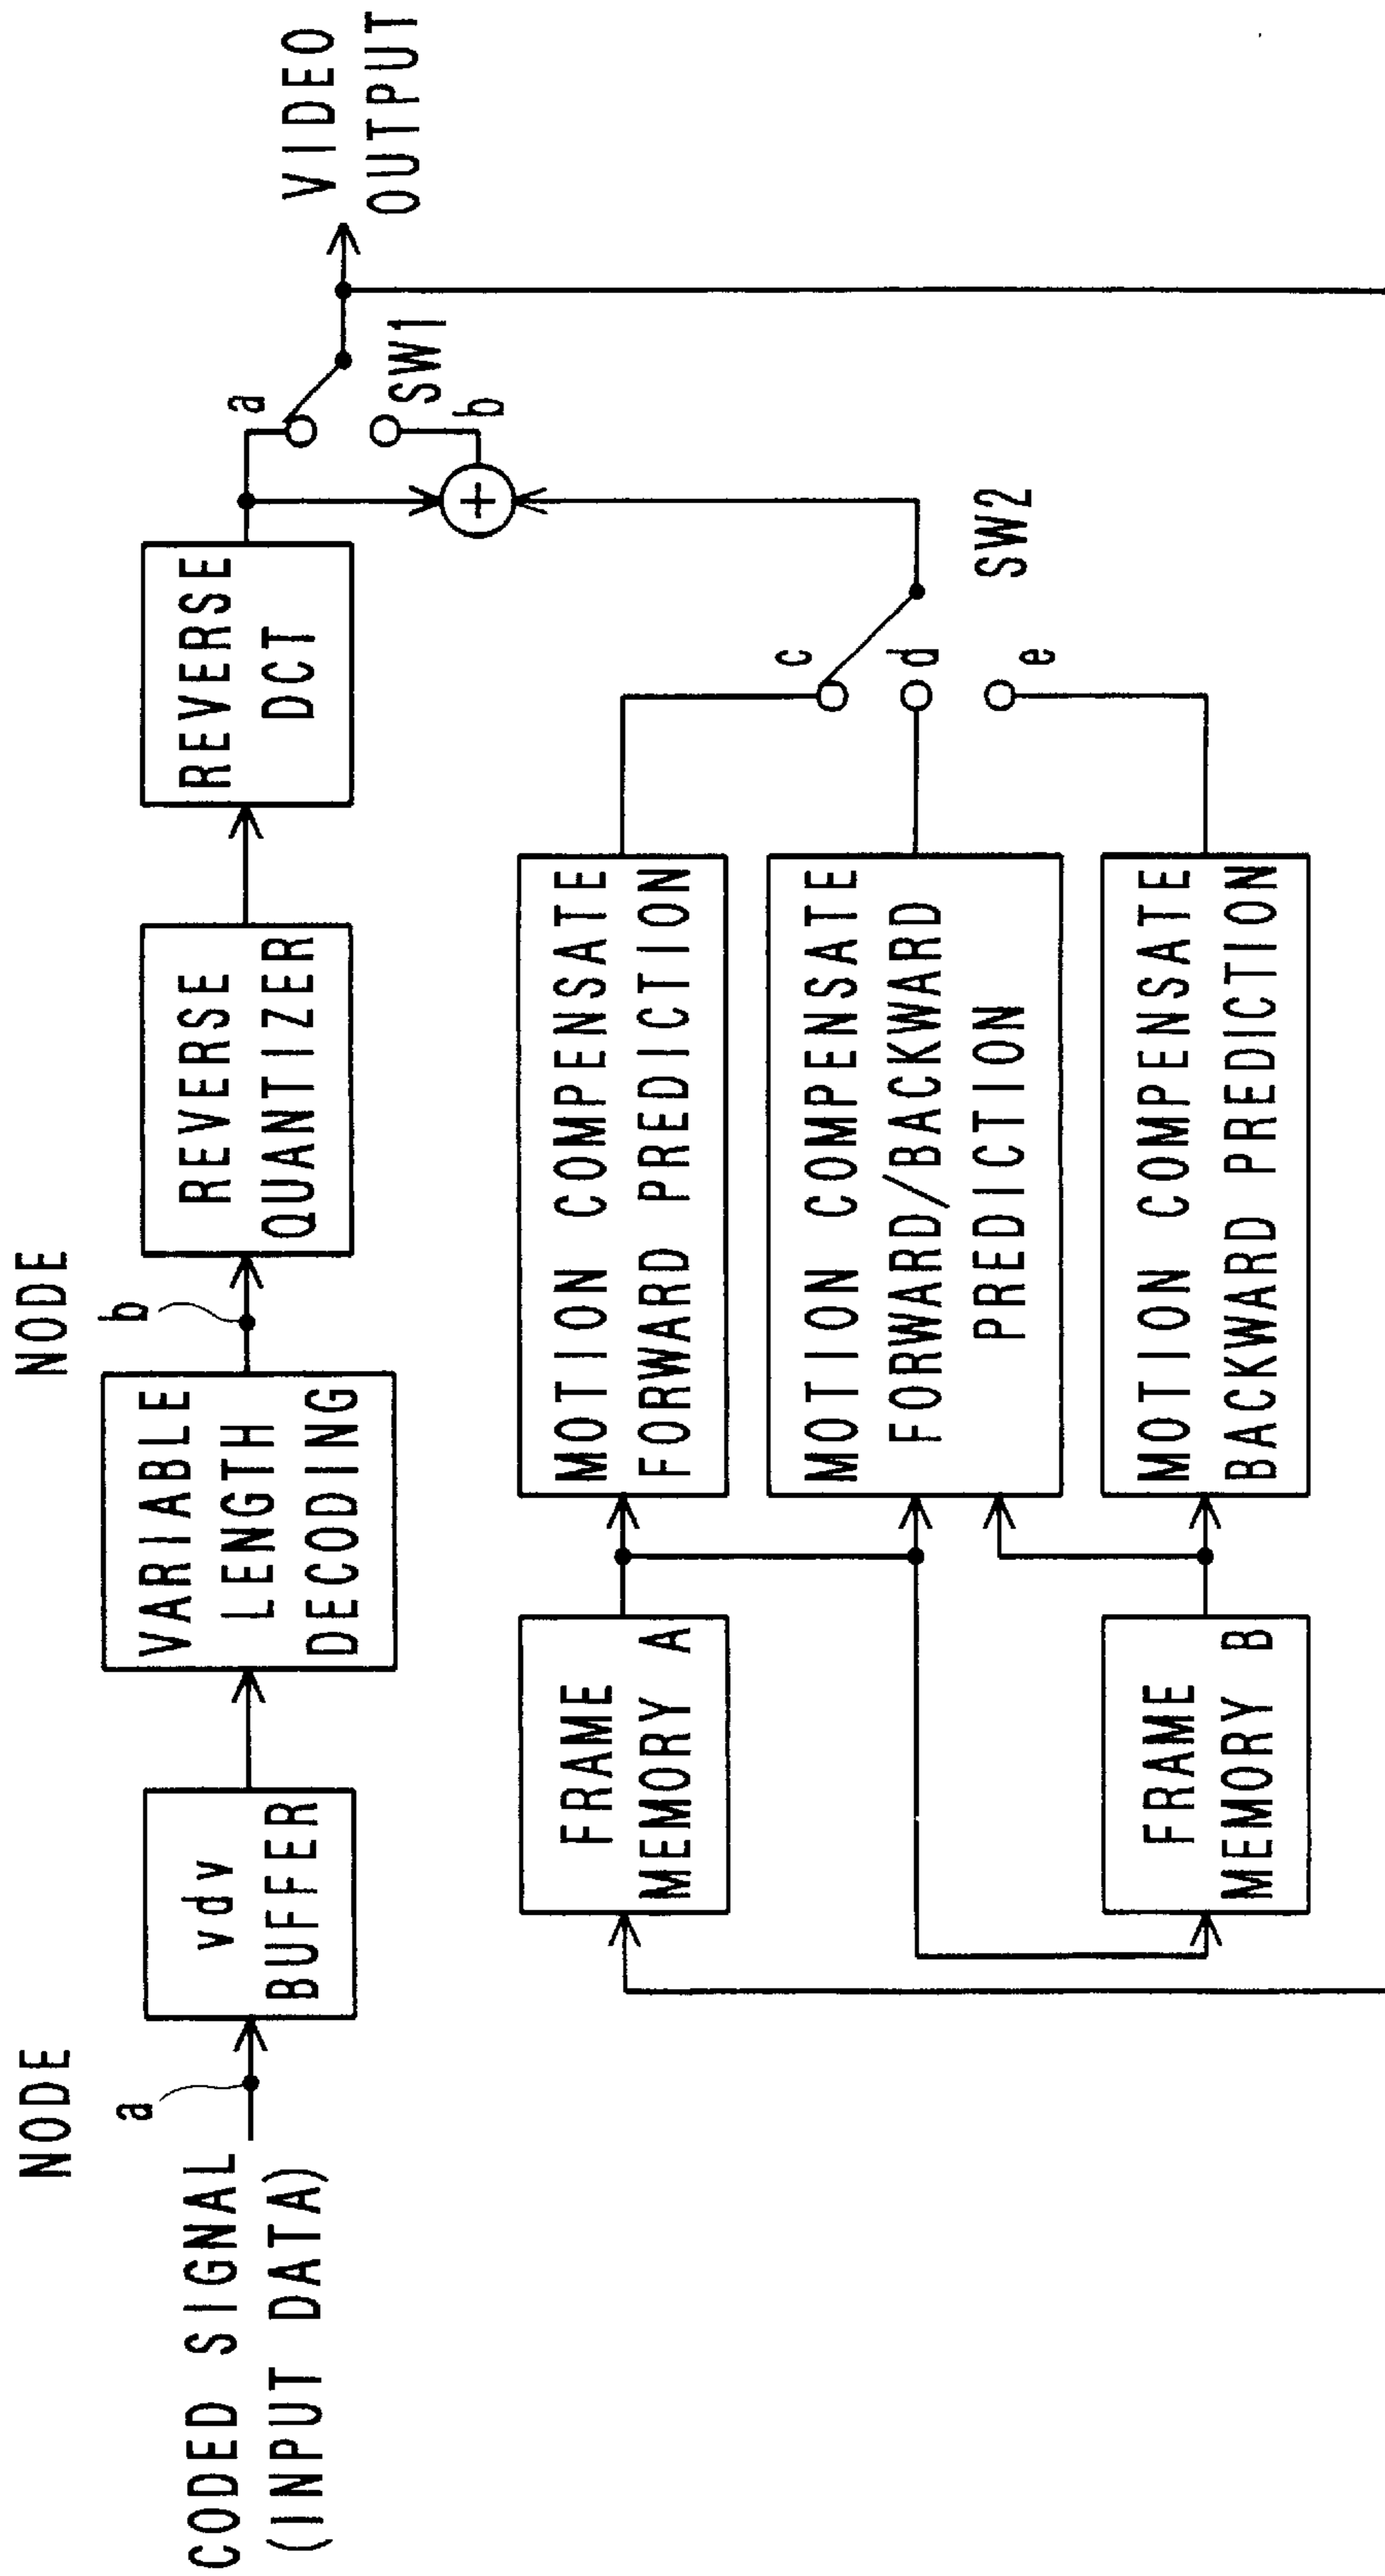 NODE
a
CODED SIGNAL
(INPUT DATA)
vdv
BUFFER
VARIABLE
LENGTH
DECODING
NODE
b
REVERSE
QUANTIZER
REVERSE
DCT
a
SW1
b
VIDEO
OUTPUT
+
FRAME
MEMORY A
MOTION COMPENSATE
FORWARD PREDICTION
MOTION COMPENSATE
FORWARD/BACKWARD
PREDICTION
FRAME
MEMORY B
MOTION COMPENSATE
BACKWARD PREDICTION
c
d
e
SW2